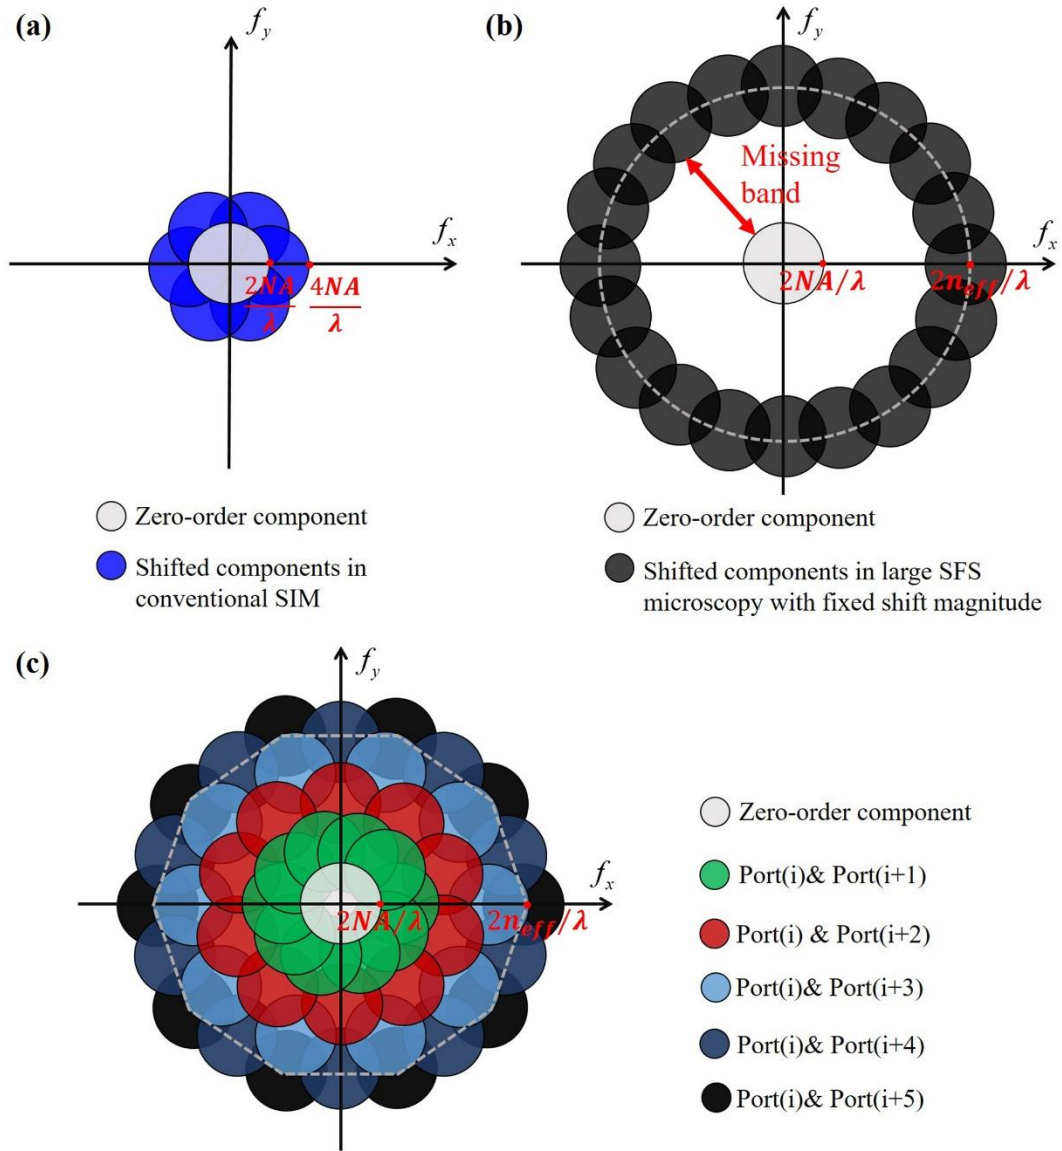 (a)
f_y
f_x
2NA/λ
4NA/λ
Zero-order component
Shifted components in
conventional SIM
(b)
f_y
Missing
band
f_x
2NA/λ
2n_eff/λ
Zero-order component
Shifted components in large SFS
microscopy with fixed shift magnitude
(c)
f_y
f_x
2NA/λ
2n_eff/λ
Zero-order component
Port(i)& Port(i+1)
Port(i) & Port(i+2)
Port(i)& Port(i+3)
Port(i)& Port(i+4)
Port(i)& Port(i+5)